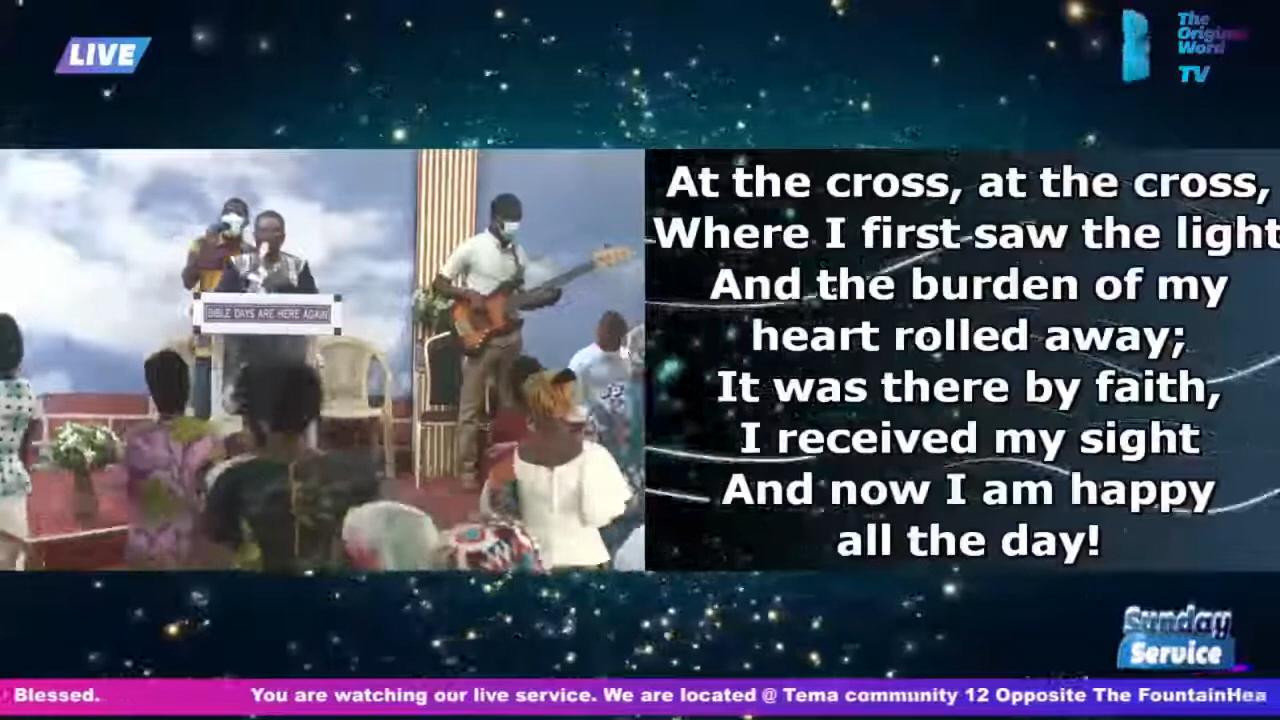 LIVE
The
Original
Word
TV
BIBLE DAYS ARE HERE AGAIN
At the cross, at the cross,
Where I first saw the light
And the burden of my
heart rolled away;
It was there by faith,
I received my sight
And now I am happy
all the day!
Sunday
Service
Blessed. You are watching our live service. We are located @ Tema community 12 Opposite The FountainHea